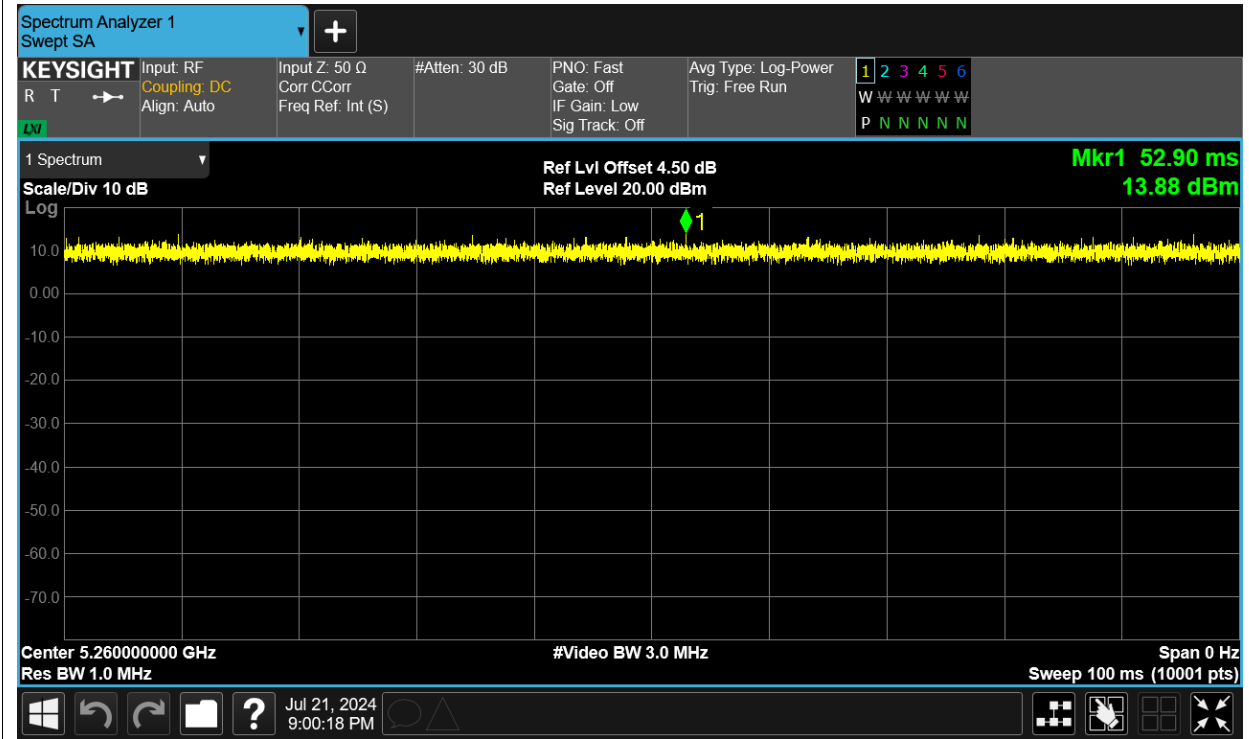 Spectrum Analyzer 1
Swept SA
KEYSIGHT
R T
LXI
Input: RF
Coupling: DC
Align: Auto
Input Z: 50 Ω
Corr CCorr
Freq Ref: Int (S)
#Atten: 30 dB
PNO: Fast
Gate: Off
IF Gain: Low
Sig Track: Off
Avg Type: Log-Power
Trig: Free Run
1 2 3 4 5 6
W W W W W W
P N N N N N
1 Spectrum
Scale/Div 10 dB
Ref Lvl Offset 4.50 dB
Ref Level 20.00 dBm
Mkr1 52.90 ms
13.88 dBm
Log
1
10.0
0.00
-10.0
-20.0
-30.0
-40.0
-50.0
-60.0
-70.0
Center 5.260000000 GHz
#Video BW 3.0 MHz
Span 0 Hz
Res BW 1.0 MHz
Sweep 100 ms (10001 pts)
?
Jul 21, 2024
9:00:18 PM